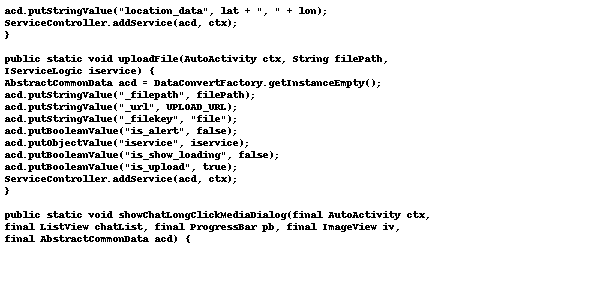 acd.putStringValue("location_data", lat + ", " + lon);
ServiceController.addService(acd, ctx);
}
public static void uploadFile(AutoActivity ctx, String filePath,
IServiceLogic iservice) {
AbstractCommonData acd = DataConvertFactory.getInstanceEmpty();
acd.putStringValue("_filepath", filePath);
acd.putStringValue("_url", UPLOAD_URL);
acd.putStringValue("_filekey", "file");
acd.putBooleanValue("is_alert", false);
acd.putObjectValue("iservice", iservice);
acd.putBooleanValue("is_show_loading", false);
acd.putBooleanValue("is_upload", true);
ServiceController.addService(acd, ctx);
}
public static void showChatLongClickMediaDialog(final AutoActivity ctx,
final ListView chatList, final ProgressBar pb, final ImageView iv,
final AbstractCommonData acd) {